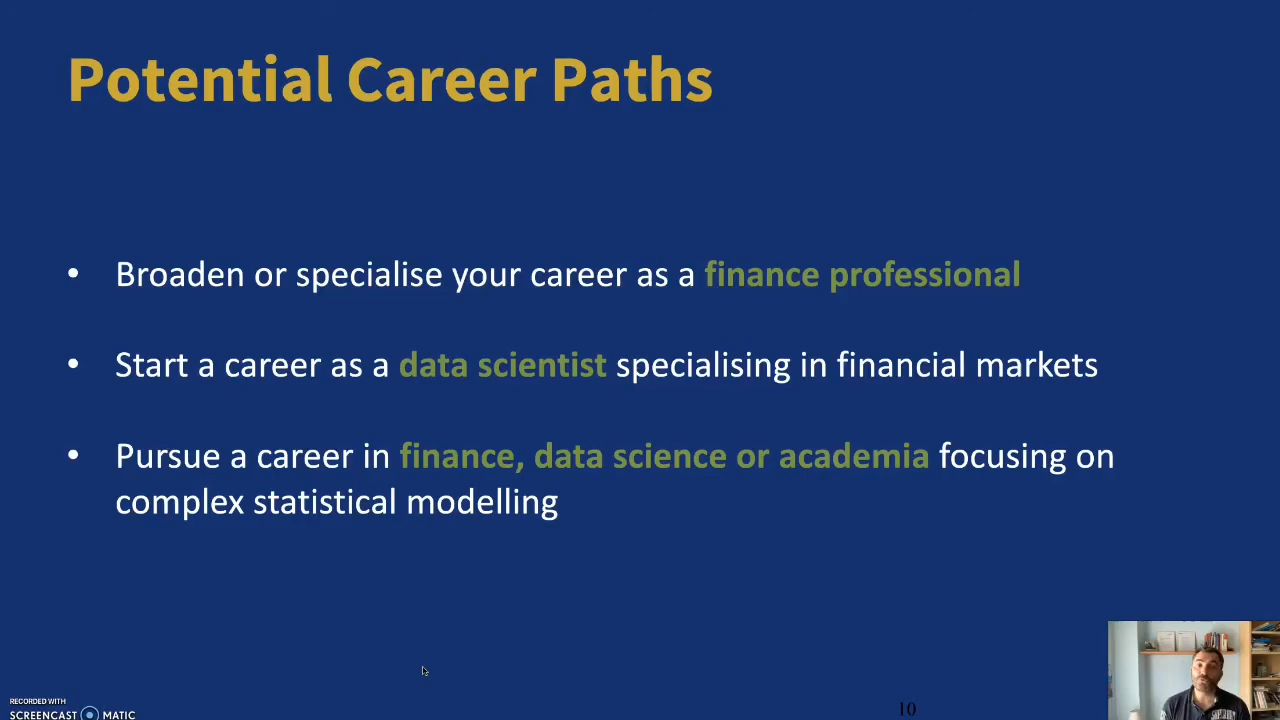 Potential Career Paths
• Broaden or specialise your career as a finance professional
• Start a career as a data scientist specialising in financial markets
• Pursue a career in finance, data science or academia focusing on
complex statistical modelling
RECORDED WITH
SCREENCAST MATIC
10